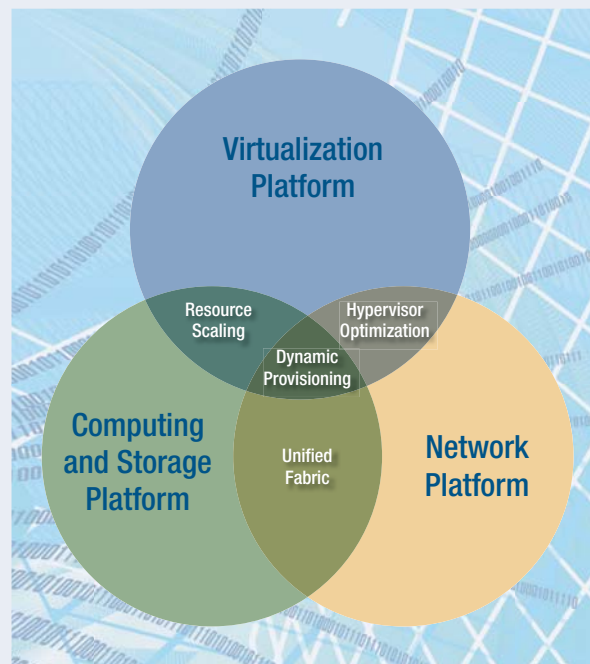 Virtualization
Platform
Resource
Scaling
Hypervisor
Optimization
Dynamic
Provisioning
Computing
and Storage
Platform
Unified
Fabric
Network
Platform